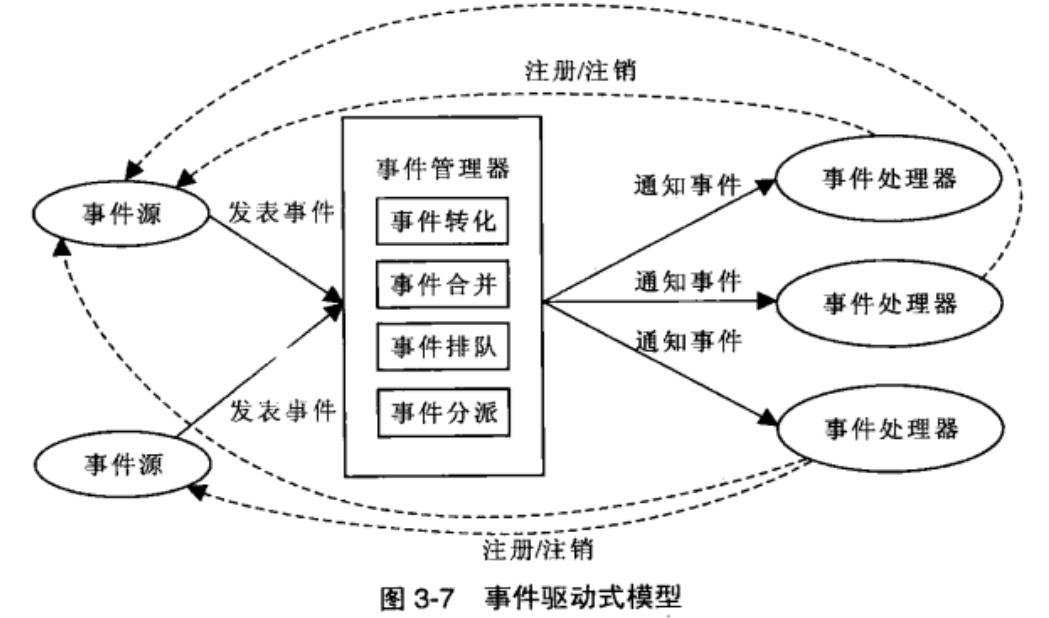 注册/注销
事件管理器
事件处理器
通知事件
事件源
发表事件
事件转化
事件合并
通知事件
事件处理器
事件排队
通知事件
发表事件
事件分派
事件处理器
事件源
注册/注销
图 3-7 事件驱动式模型